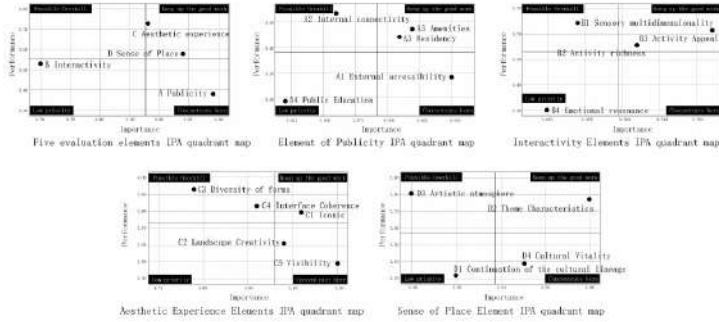 Possible Overkill
Keep up the good work
C Aesthetic experience
D Sense of Place
B Interactivity
A Publicity
Low priority
Concentrate here
Performance
Importance
Five evaluation elements IPA quadrant map
Possible Overkill
Keep up the good work
A2 Internal connectivity
A5 Amenities
A3 Residency
A1 External accessibility
A4 Public Education
Low priority
Concentrate here
Performance
Importance
Element of Publicity IPA quadrant map
Possible Overkill
Keep up the good work
B1 Sensory multidimensionality
B3 Activity Appeal
B2 Activity richness
Low priority
B4 Emotional resonance
Concentrate here
Performance
Importance
Interactivity Elements IPA quadrant map
Possible Overkill
Keep up the good work
C3 Diversity of forms
C4 Interface Coherence
C1 Iconic
C2 Landscape Creativity
C5 Visibility
Low priority
Concentrate here
Performance
Importance
Aesthetic Experience Elements IPA quadrant map
Possible Overkill
Keep up the good work
D3 Artistic atmosphere
D2 Theme Characteristics
D4 Cultural Vitality
D1 Continuation of the cultural lineage
Low priority
Concentrate here
Performance
Importance
Sense of Place Element IPA quadrant map